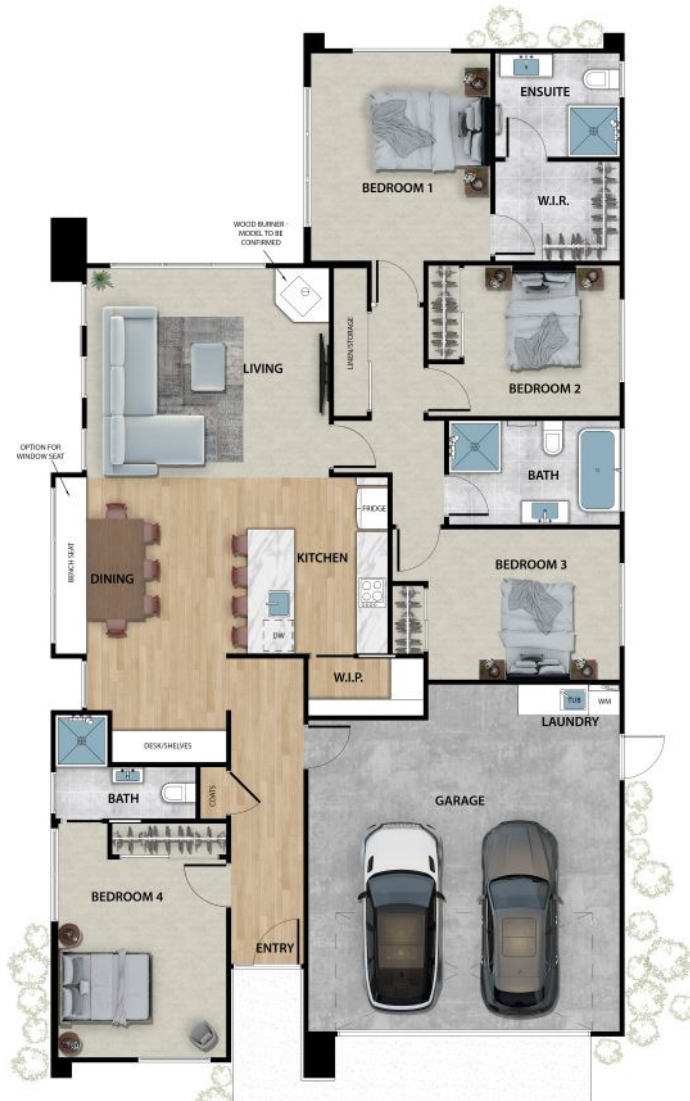 ENSUITE
BEDROOM 1
W.I.R.
WOOD BURNER -
MODEL TO BE
CONFIRMED
LINEN/STORAGE
LIVING
BEDROOM 2
OPTION FOR
WINDOW SEAT
BATH
FRIDGE
KITCHEN
BENCH SEAT
DINING
BEDROOM 3
DW
W.I.P.
TUB
WM
LAUNDRY
DESK/SHELVES
BATH
COATS
GARAGE
BEDROOM 4
ENTRY